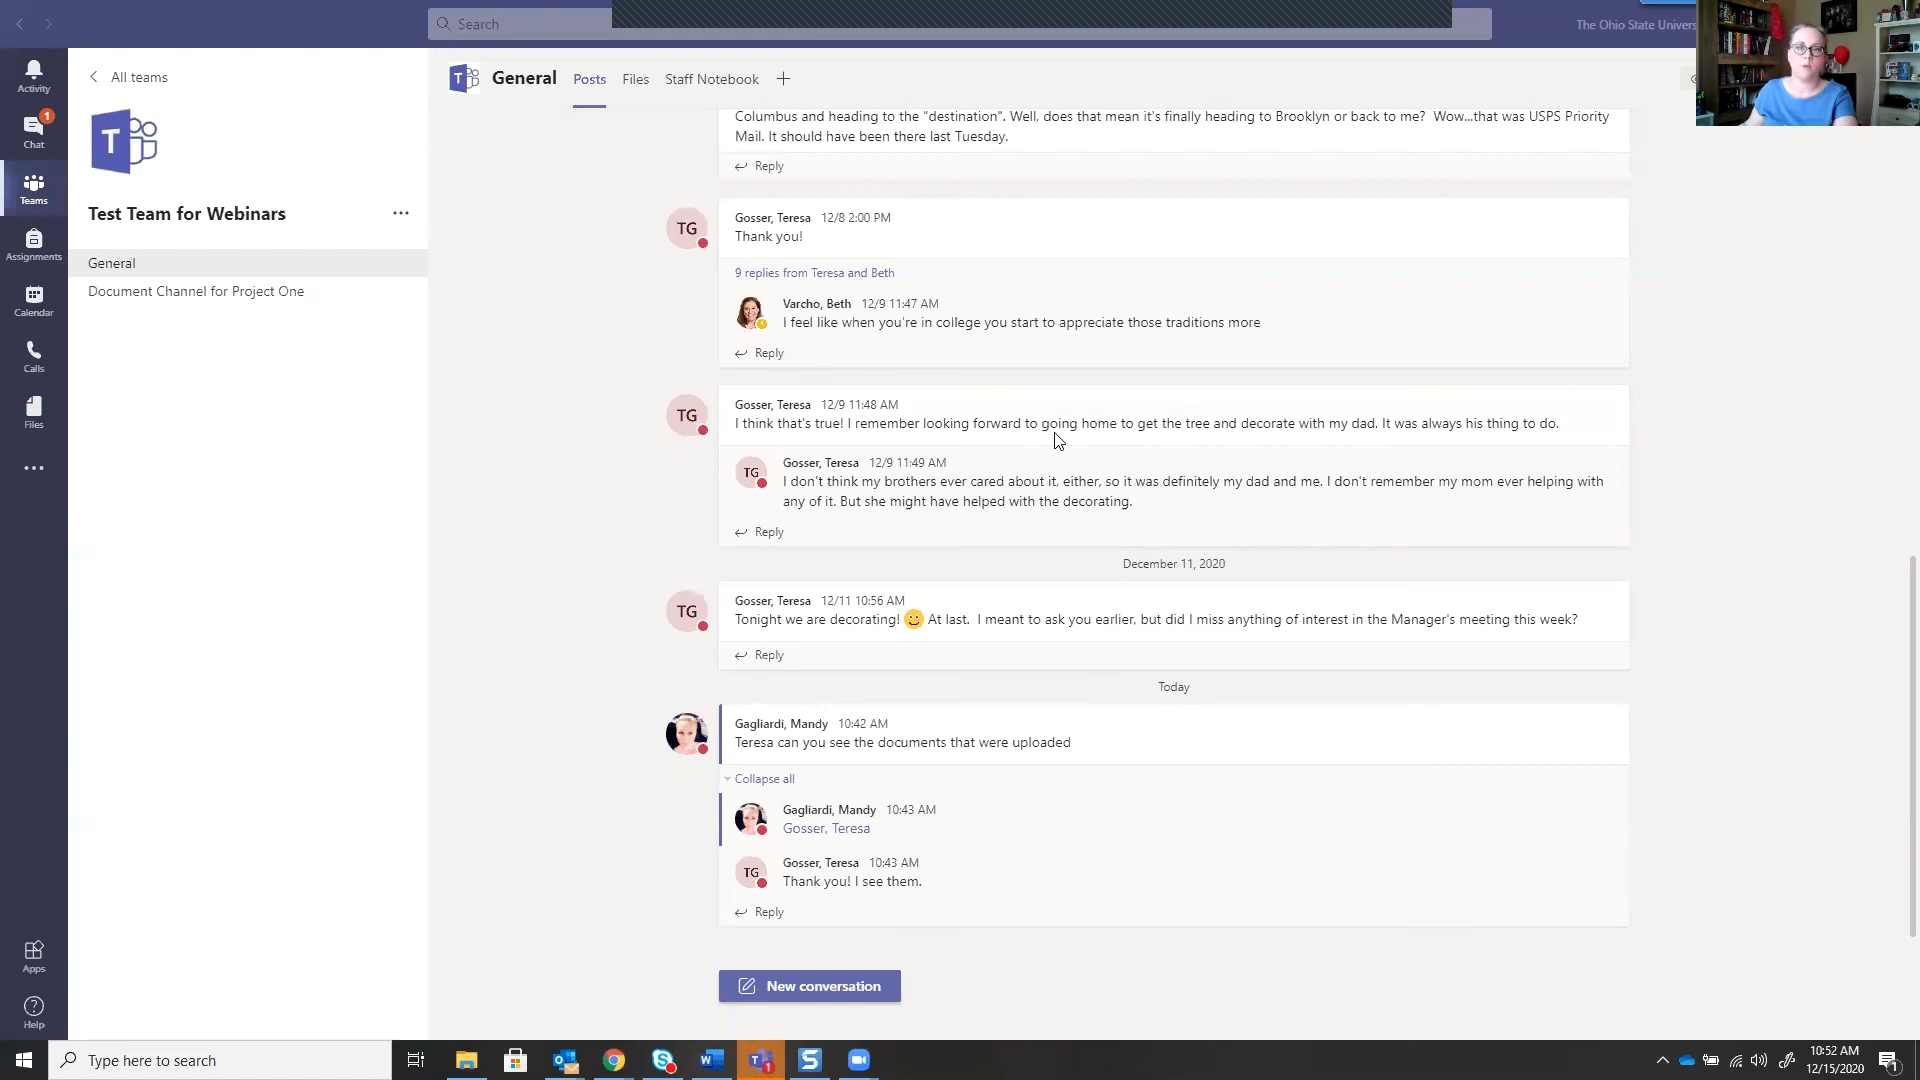 Search
The Ohio State Univers
Activity
1
Chat
Teams
Assignments
Calendar
Calls
Files
Apps
Help
All teams
T
Test Team for Webinars
General
Document Channel for Project One
T
General
Posts
Files
Staff Notebook
Columbus and heading to the "destination". Well, does that mean it's finally heading to Brooklyn or back to me? Wow...that was USPS Priority
Mail. It should have been there last Tuesday.
Reply
TG
Gosser, Teresa 12/8 2:00 PM
Thank you!
9 replies from Teresa and Beth
Varcho, Beth 12/9 11:47 AM
I feel like when you're in college you start to appreciate those traditions more
Reply
TG
Gosser, Teresa 12/9 11:48 AM
I think that's true! I remember looking forward to going home to get the tree and decorate with my dad. It was always his thing to do.
TG
Gosser, Teresa 12/9 11:49 AM
I don't think my brothers ever cared about it, either, so it was definitely my dad and me. I don't remember my mom ever helping with
any of it. But she might have helped with the decorating.
Reply
December 11, 2020
TG
Gosser, Teresa 12/11 10:56 AM
Tonight we are decorating! 🙂 At last. I meant to ask you earlier, but did I miss anything of interest in the Manager's meeting this week?
Reply
Today
Gagliardi, Mandy 10:42 AM
Teresa can you see the documents that were uploaded
Collapse all
Gagliardi, Mandy 10:43 AM
Gosser, Teresa
TG
Gosser, Teresa 10:43 AM
Thank you! I see them.
Reply
New conversation
Type here to search
10:52 AM
12/15/2020
1